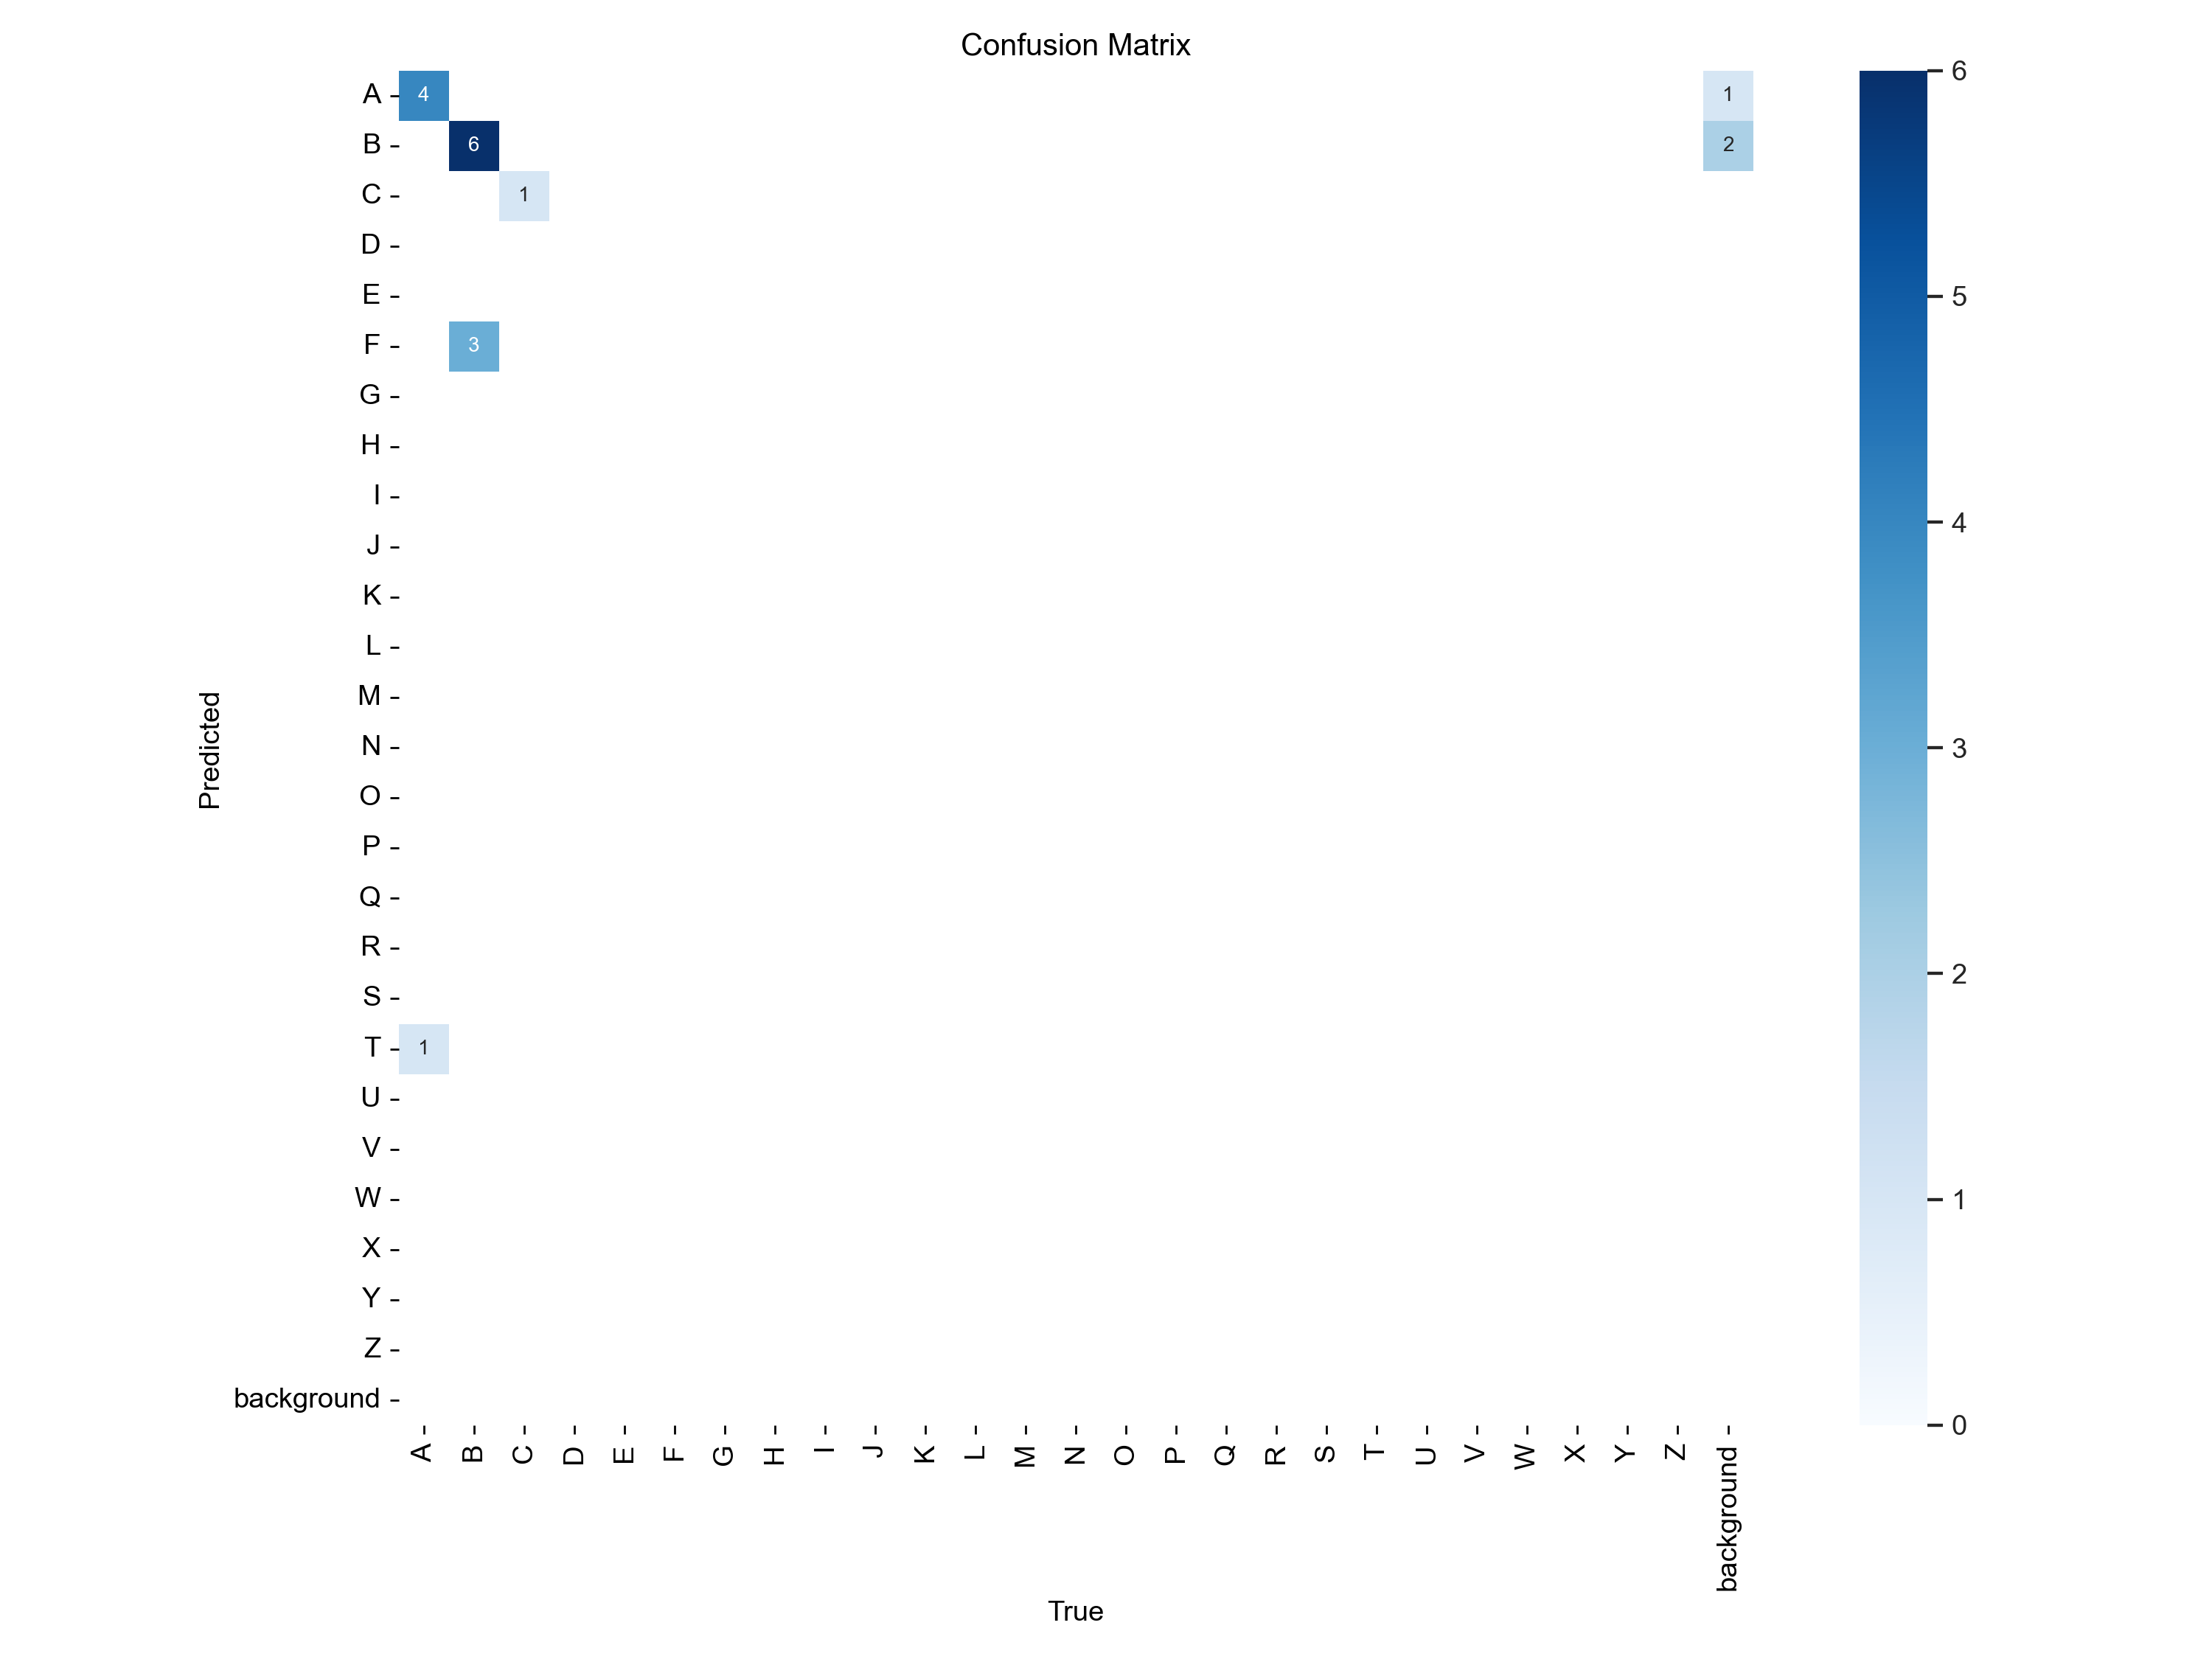 Confusion Matrix
A 4 1
B 6 2
C 1
D
E
F 3
G
H
I
J
K
L
M
N
O
P
Q
R
S
T 1
U
V
W
X
Y
Z
background
A B C D E F G H I J K L M N O P Q R S T U V W X Y Z background
Predicted
True
6
5
4
3
2
1
0